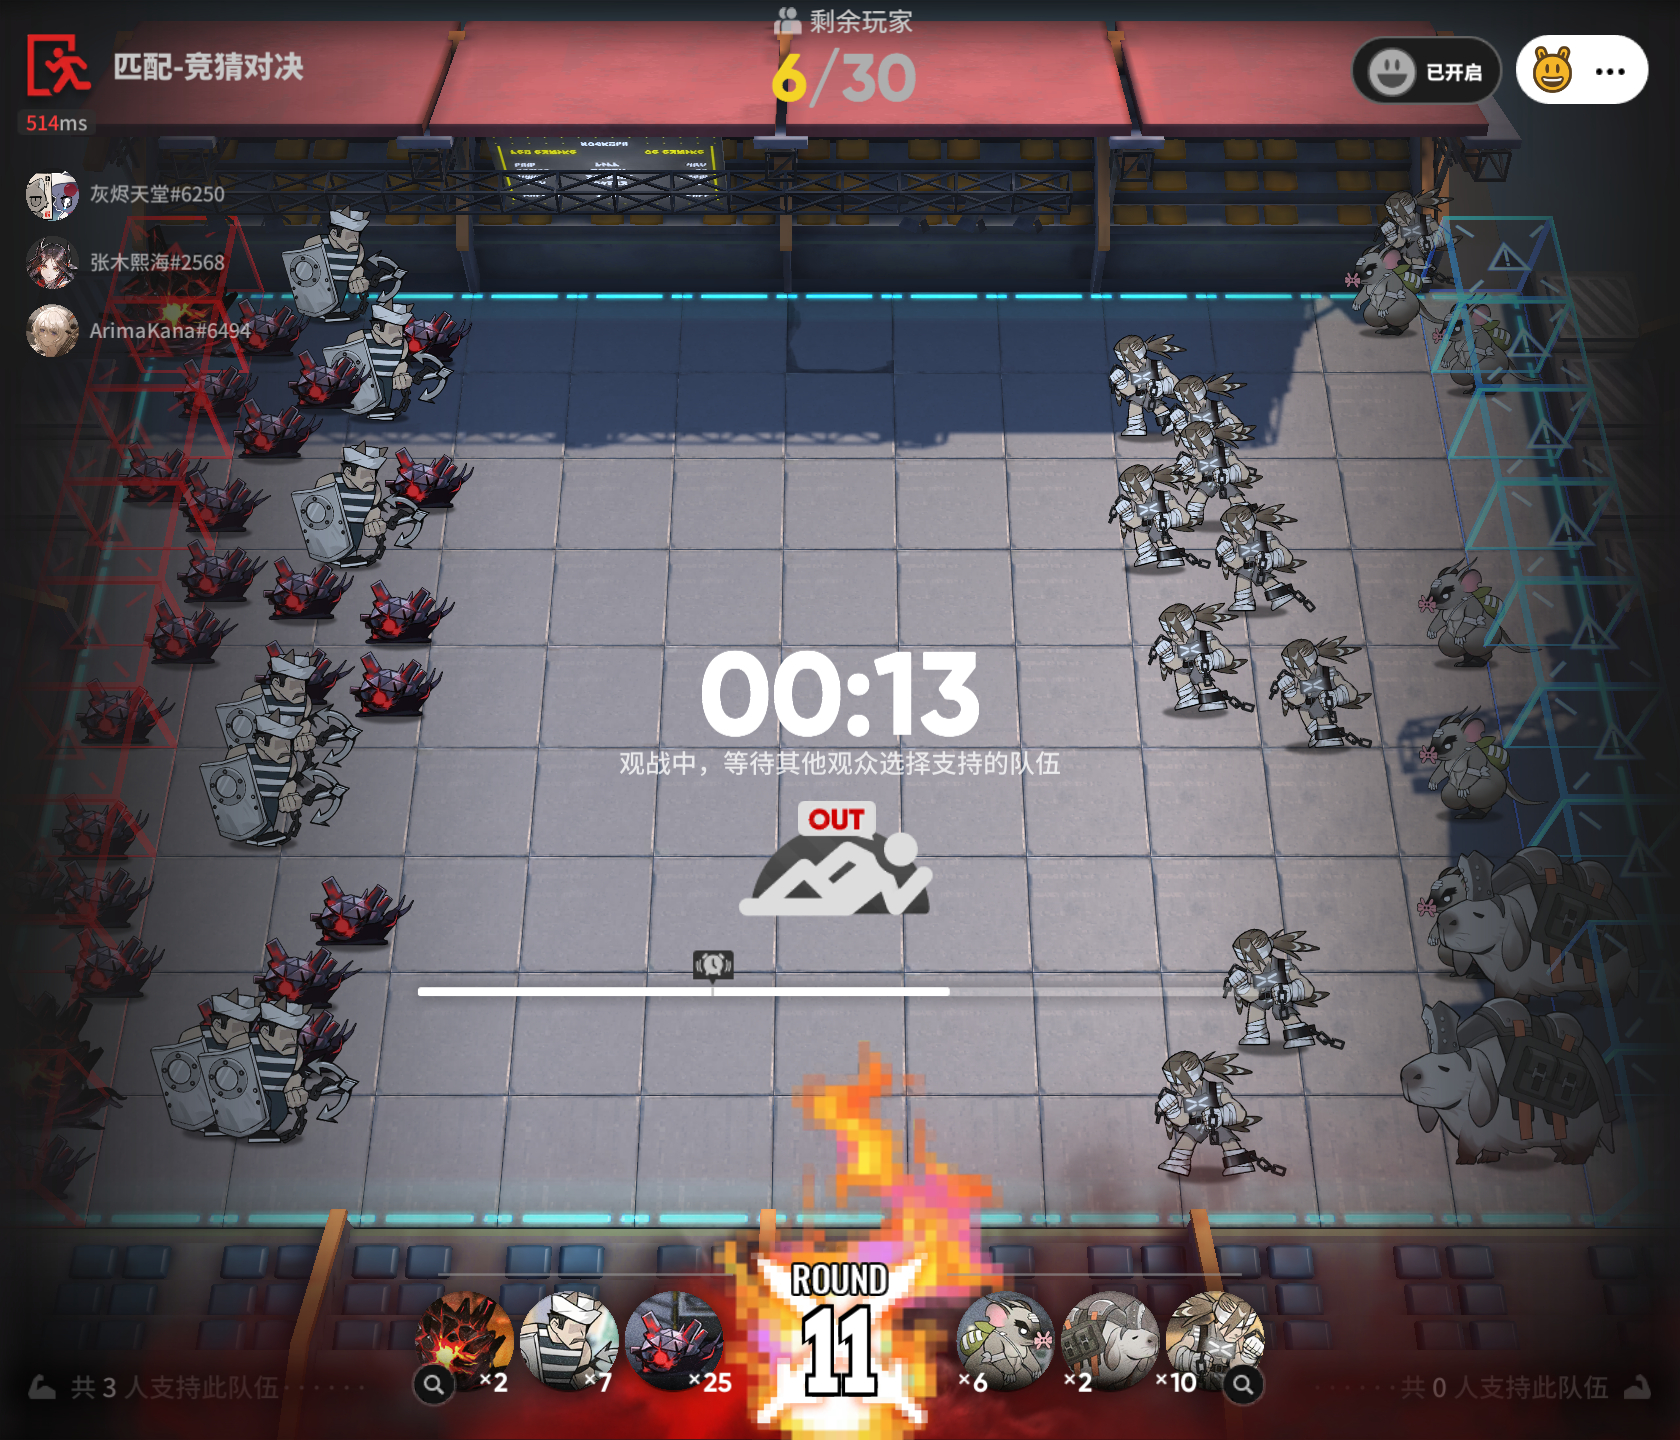 剩余玩家
6/30
匹配-竞猜对决
已开启
514ms
灰烬天堂#6250
张木熙海#2568
ArimaKana#6494
00:13
观战中，等待其他观众选择支持的队伍
OUT
ROUND
11
×2
×7
×25
×6
×2
×10
共 3 人支持此队伍
共 0 人支持此队伍